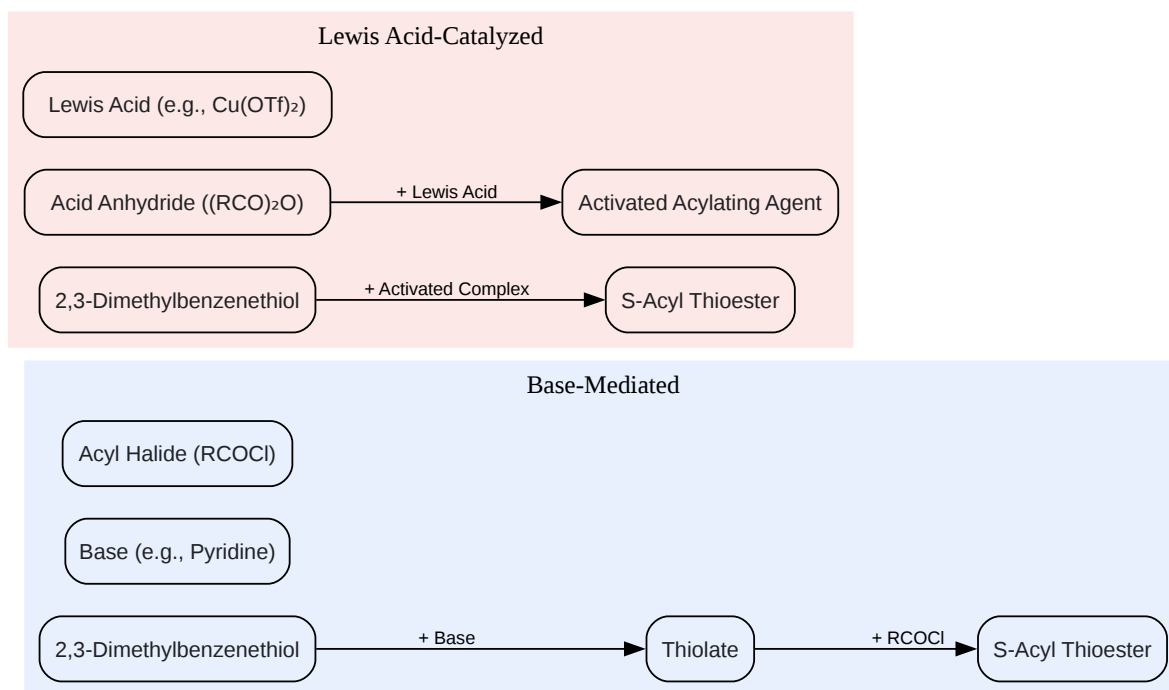 Lewis Acid-Catalyzed
Lewis Acid (e.g., Cu(OTf)₂)
Acid Anhydride ((RCO)₂O)
+ Lewis Acid
Activated Acylating Agent
2,3-Dimethylbenzenethiol
+ Activated Complex
S-Acyl Thioester
Base-Mediated
Acyl Halide (RCOCl)
Base (e.g., Pyridine)
2,3-Dimethylbenzenethiol
+ Base
Thiolate
+ RCOCl
S-Acyl Thioester